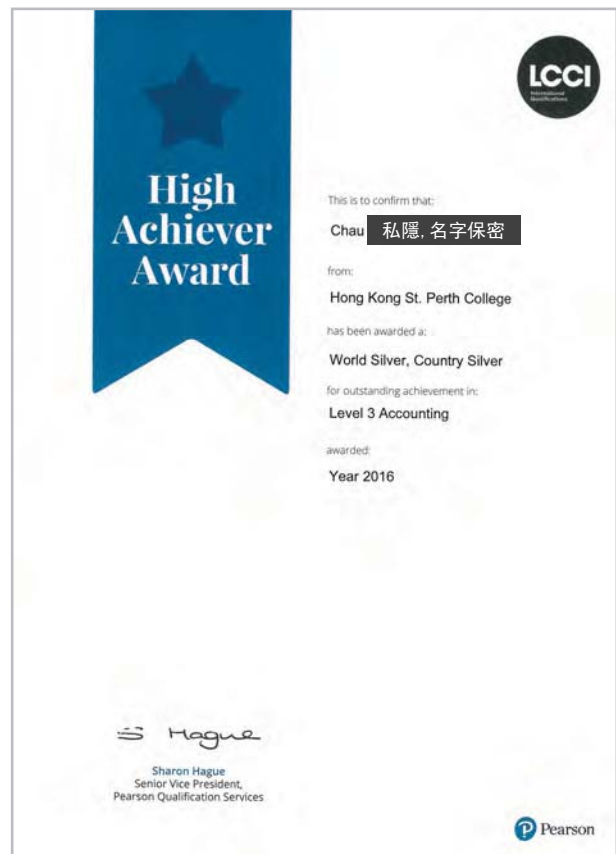 High
Achiever
Award
LCCI
International
Qualifications
This is to confirm that:
Chau 私隱, 名字保密
from:
Hong Kong St. Perth College
has been awarded a:
World Silver, Country Silver
for outstanding achievement in:
Level 3 Accounting
awarded:
Year 2016
S Hague
Sharon Hague
Senior Vice President,
Pearson Qualification Services
P Pearson